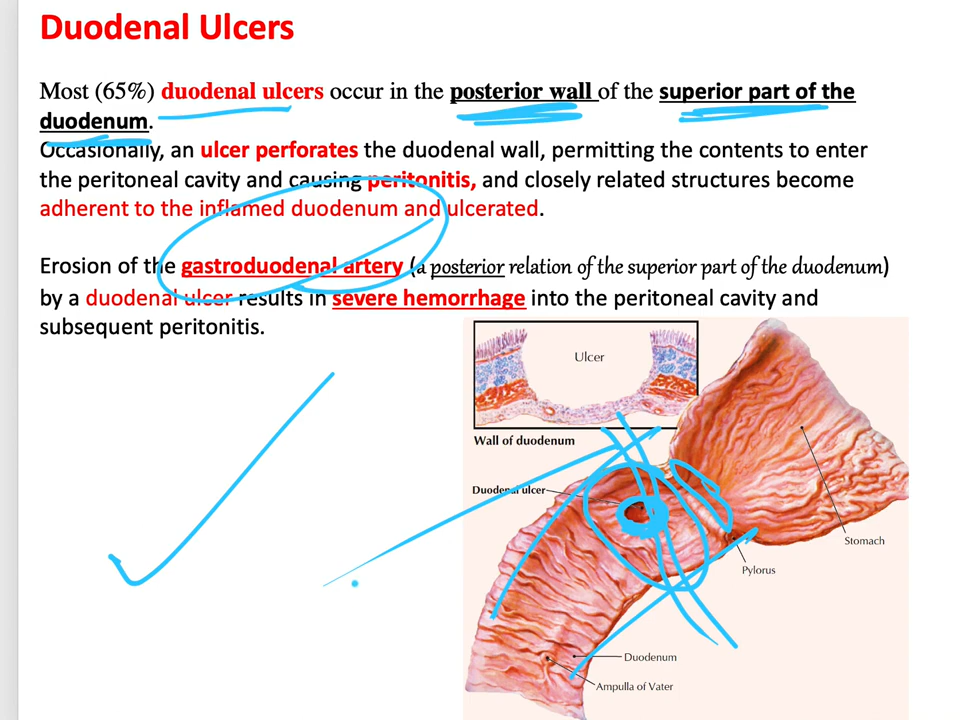 Duodenal Ulcers
Most (65%) duodenal ulcers occur in the posterior wall of the superior part of the
duodenum.
Occasionally, an ulcer perforates the duodenal wall, permitting the contents to enter
the peritoneal cavity and causing peritonitis, and closely related structures become
adherent to the inflamed duodenum and ulcerated.
Erosion of the gastroduodenal artery (a posterior relation of the superior part of the duodenum)
by a duodenal ulcer results in severe hemorrhage into the peritoneal cavity and
subsequent peritonitis.
Ulcer
Wall of duodenum
Duodenal ulcer
Stomach
Pylorus
Duodenum
Ampulla of Vater